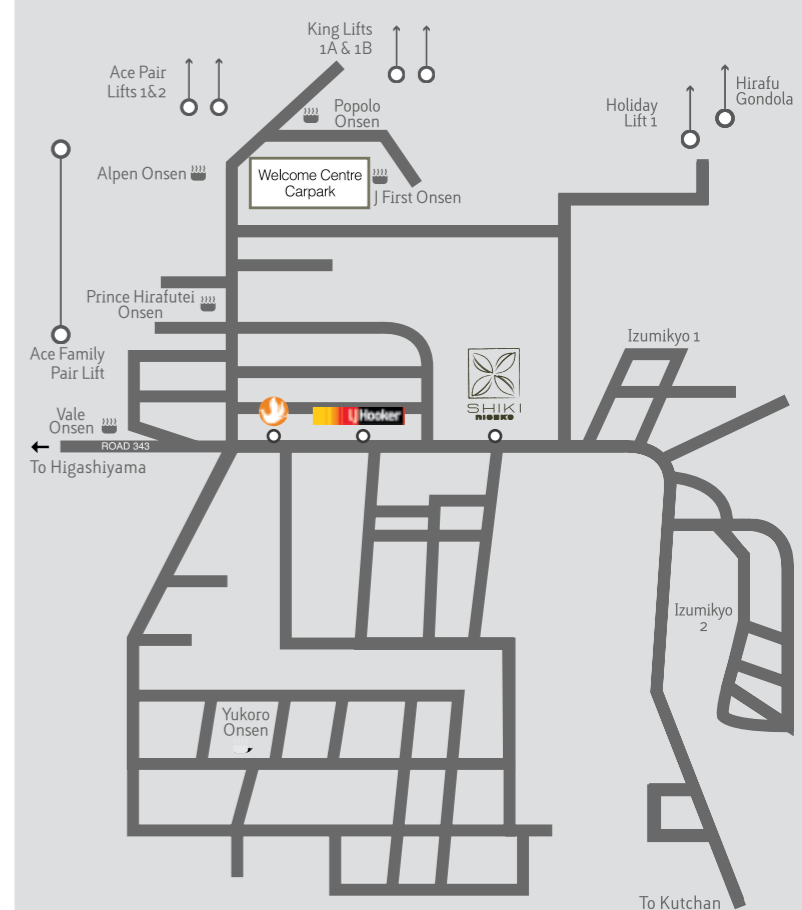 King Lifts
1A & 1B
Ace Pair
Lifts 1&2
Hirafu
Gondola
Holiday
Lift 1
Popolo
Onsen
Alpen Onsen
Welcome Centre
Carpark
J First Onsen
Prince Hirafutei
Onsen
Izumikyo 1
Ace Family
Pair Lift
SHIKI
NISEKO
LJ Hooker
Vale
Onsen
ROAD 343
To Higashiyama
Izumikyo
2
Yukoro
Onsen
To Kutchan